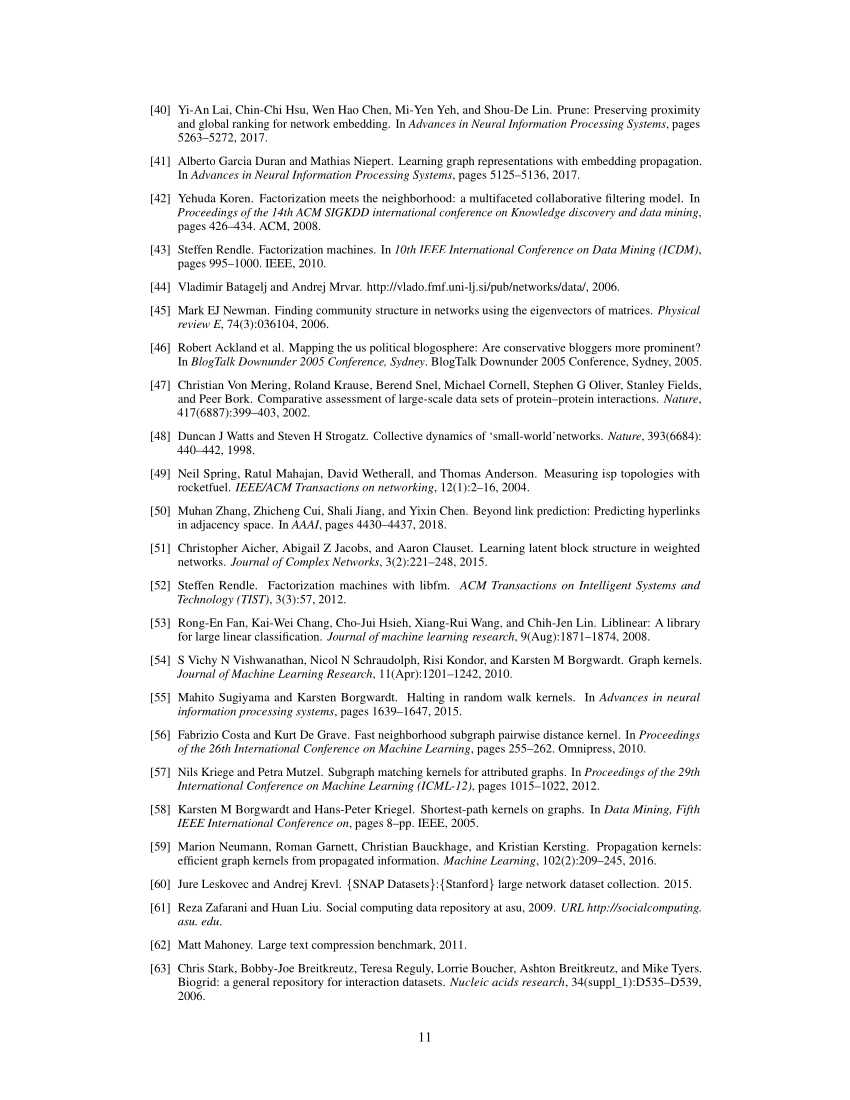 [40] Yi-An Lai, Chin-Chi Hsu, Wen Hao Chen, Mi-Yen Yeh, and Shou-De Lin. Prune: Preserving proximity
and global ranking for network embedding. In Advances in Neural Information Processing Systems, pages
5263–5272, 2017.
[41] Alberto Garcia Duran and Mathias Niepert. Learning graph representations with embedding propagation.
In Advances in Neural Information Processing Systems, pages 5125–5136, 2017.
[42] Yehuda Koren. Factorization meets the neighborhood: a multifaceted collaborative filtering model. In
Proceedings of the 14th ACM SIGKDD international conference on Knowledge discovery and data mining,
pages 426–434. ACM, 2008.
[43] Steffen Rendle. Factorization machines. In 10th IEEE International Conference on Data Mining (ICDM),
pages 995–1000. IEEE, 2010.
[44] Vladimir Batagelj and Andrej Mrvar. http://vlado.fmf.uni-lj.si/pub/networks/data/, 2006.
[45] Mark EJ Newman. Finding community structure in networks using the eigenvectors of matrices. Physical
review E, 74(3):036104, 2006.
[46] Robert Ackland et al. Mapping the us political blogosphere: Are conservative bloggers more prominent?
In BlogTalk Downunder 2005 Conference, Sydney. BlogTalk Downunder 2005 Conference, Sydney, 2005.
[47] Christian Von Mering, Roland Krause, Berend Snel, Michael Cornell, Stephen G Oliver, Stanley Fields,
and Peer Bork. Comparative assessment of large-scale data sets of protein–protein interactions. Nature,
417(6887):399–403, 2002.
[48] Duncan J Watts and Steven H Strogatz. Collective dynamics of ‘small-world’networks. Nature, 393(6684):
440–442, 1998.
[49] Neil Spring, Ratul Mahajan, David Wetherall, and Thomas Anderson. Measuring isp topologies with
rocketfuel. IEEE/ACM Transactions on networking, 12(1):2–16, 2004.
[50] Muhan Zhang, Zhicheng Cui, Shali Jiang, and Yixin Chen. Beyond link prediction: Predicting hyperlinks
in adjacency space. In AAAI, pages 4430–4437, 2018.
[51] Christopher Aicher, Abigail Z Jacobs, and Aaron Clauset. Learning latent block structure in weighted
networks. Journal of Complex Networks, 3(2):221–248, 2015.
[52] Steffen Rendle. Factorization machines with libfm. ACM Transactions on Intelligent Systems and
Technology (TIST), 3(3):57, 2012.
[53] Rong-En Fan, Kai-Wei Chang, Cho-Jui Hsieh, Xiang-Rui Wang, and Chih-Jen Lin. Liblinear: A library
for large linear classification. Journal of machine learning research, 9(Aug):1871–1874, 2008.
[54] S Vichy N Vishwanathan, Nicol N Schraudolph, Risi Kondor, and Karsten M Borgwardt. Graph kernels.
Journal of Machine Learning Research, 11(Apr):1201–1242, 2010.
[55] Mahito Sugiyama and Karsten Borgwardt. Halting in random walk kernels. In Advances in neural
information processing systems, pages 1639–1647, 2015.
[56] Fabrizio Costa and Kurt De Grave. Fast neighborhood subgraph pairwise distance kernel. In Proceedings
of the 26th International Conference on Machine Learning, pages 255–262. Omnipress, 2010.
[57] Nils Kriege and Petra Mutzel. Subgraph matching kernels for attributed graphs. In Proceedings of the 29th
International Conference on Machine Learning (ICML-12), pages 1015–1022, 2012.
[58] Karsten M Borgwardt and Hans-Peter Kriegel. Shortest-path kernels on graphs. In Data Mining, Fifth
IEEE International Conference on, pages 8–pp. IEEE, 2005.
[59] Marion Neumann, Roman Garnett, Christian Bauckhage, and Kristian Kersting. Propagation kernels:
efficient graph kernels from propagated information. Machine Learning, 102(2):209–245, 2016.
[60] Jure Leskovec and Andrej Krevl. {SNAP Datasets}:{Stanford} large network dataset collection. 2015.
[61] Reza Zafarani and Huan Liu. Social computing data repository at asu, 2009. URL http://socialcomputing.
asu. edu.
[62] Matt Mahoney. Large text compression benchmark, 2011.
[63] Chris Stark, Bobby-Joe Breitkreutz, Teresa Reguly, Lorrie Boucher, Ashton Breitkreutz, and Mike Tyers.
Biogrid: a general repository for interaction datasets. Nucleic acids research, 34(suppl_1):D535–D539,
2006.
11